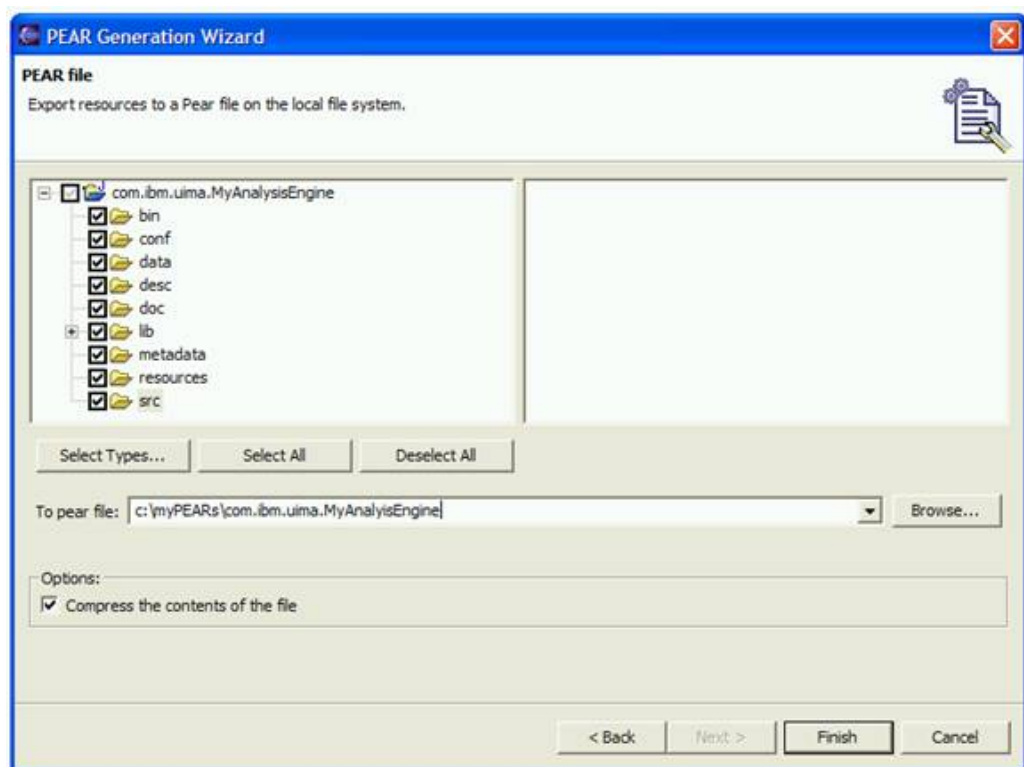 PEAR Generation Wizard
PEAR file
Export resources to a Pear file on the local file system.
com.ibm.uima.MyAnalysisEngine
bin
conf
data
desc
doc
lib
metadata
resources
src
Select Types... Select All Deselect All
To pear file: c:\myPEARs\com.ibm.uima.MyAnalyisEngine Browse...
Options:
Compress the contents of the file
< Back Next > Finish Cancel